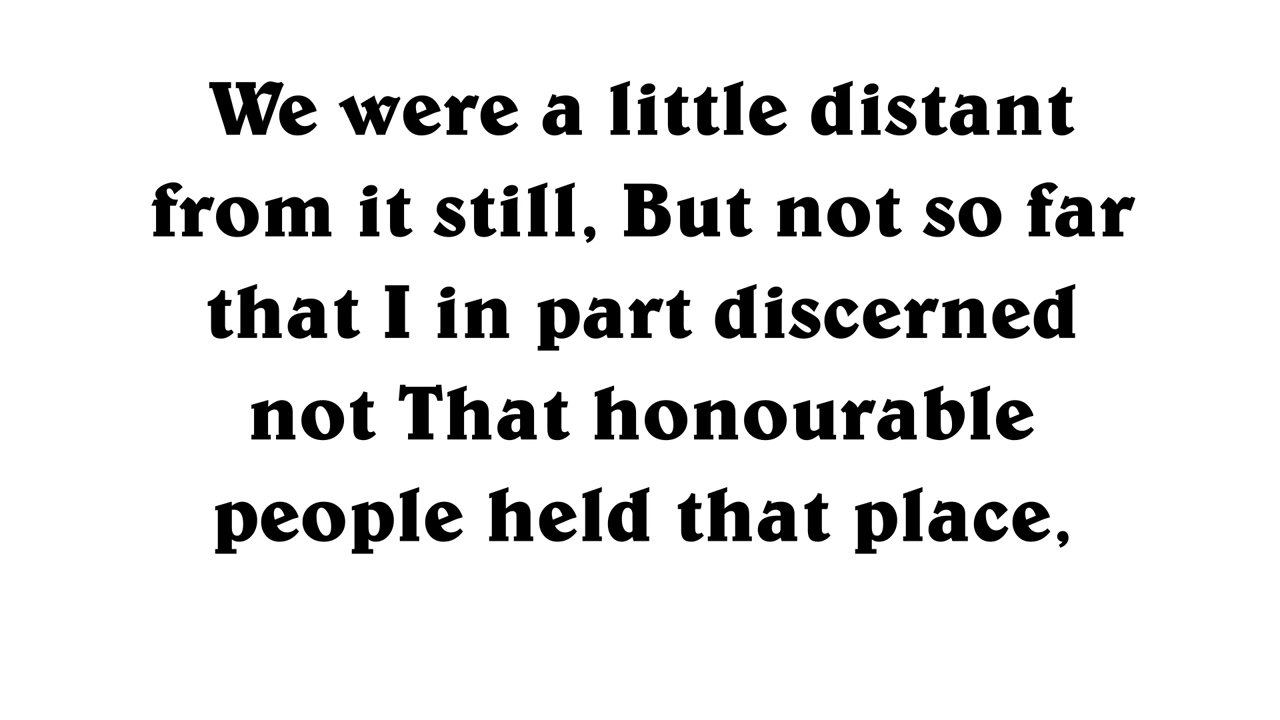 We were a little distant
from it still, But not so far
that I in part discerned
not That honourable
people held that place,